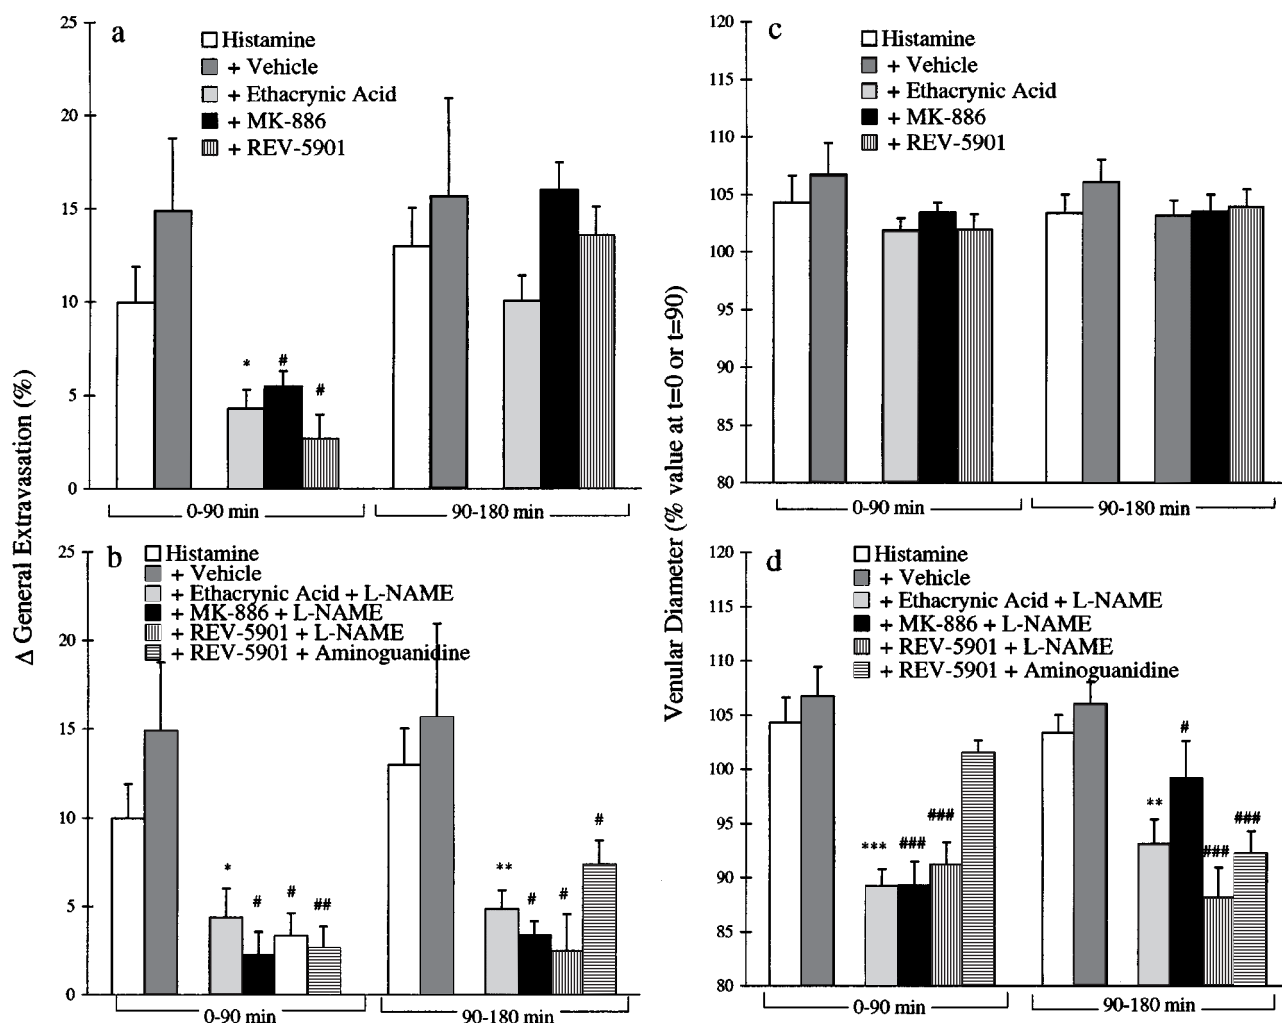 Δ General Extravasation (%)
a
Histamine
+ Vehicle
+ Ethacrynic Acid
+ MK-886
+ REV-5901
25
20
15
10
5
0
* # #
0-90 min 90-180 min
b
Histamine
+ Vehicle
+ Ethacrynic Acid + L-NAME
+ MK-886 + L-NAME
+ REV-5901 + L-NAME
+ REV-5901 + Aminoguanidine
25
20
15
10
5
0
* # # ## ** # # #
0-90 min 90-180 min
Venular Diameter (% value at t=0 or t=90)
c
Histamine
+ Vehicle
+ Ethacrynic Acid
+ MK-886
+ REV-5901
120
115
110
105
100
95
90
85
80
0-90 min 90-180 min
d
Histamine
+ Vehicle
+ Ethacrynic Acid + L-NAME
+ MK-886 + L-NAME
+ REV-5901 + L-NAME
+ REV-5901 + Aminoguanidine
120
115
110
105
100
95
90
85
80
*** ### ### ** # ### ###
0-90 min 90-180 min